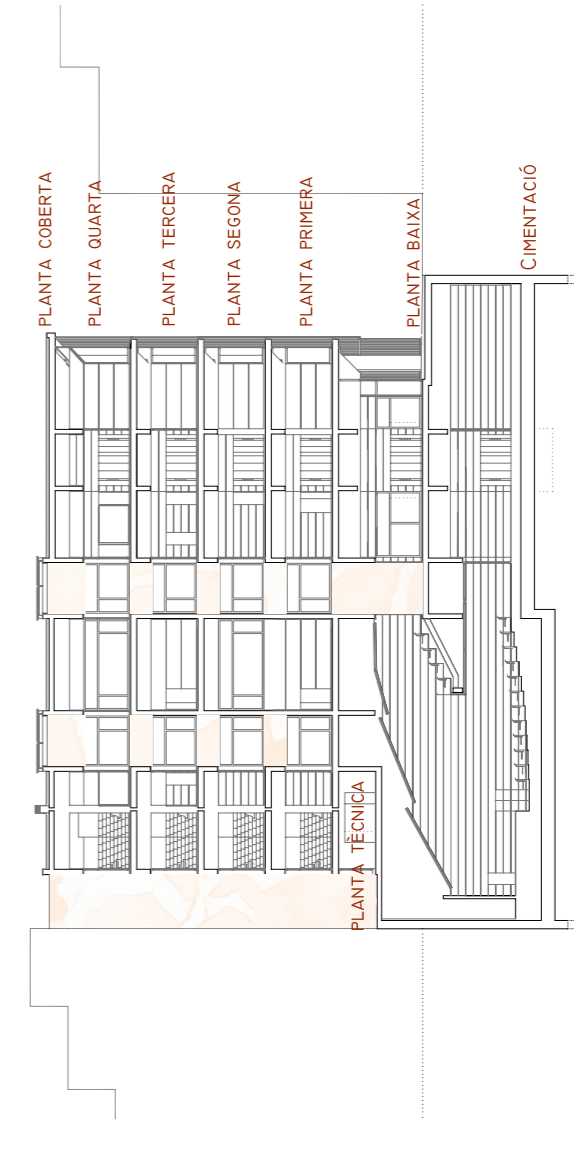 PLANTA COBERTA
PLANTA QUARTA
PLANTA TERCERA
PLANTA SEGONA
PLANTA PRIMERA
PLANTA TÈCNICA
PLANTA BAIXA
CIMENTACIÓ